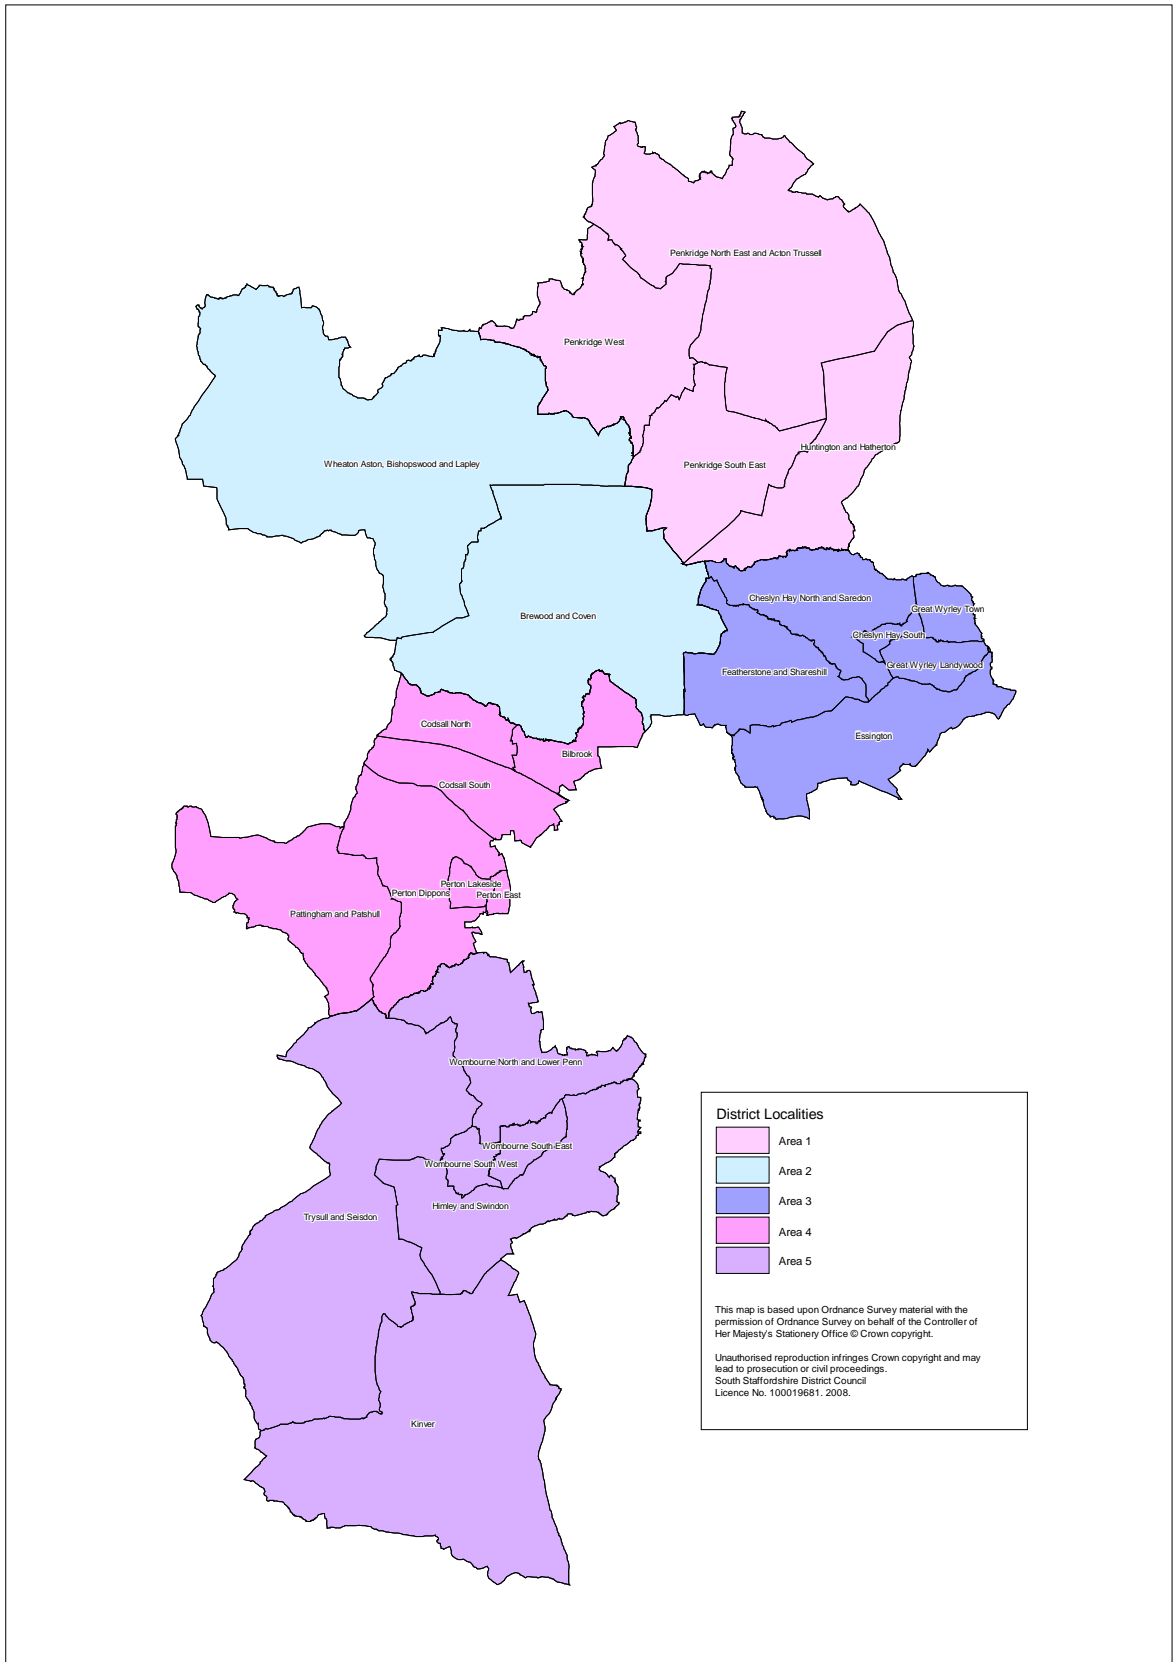 Penkridge North East and Acton Trussell
Penkridge West
Huntington and Hatherton
Wheaton Aston, Bishopswood and Lapley
Penkridge South East
Cheslyn Hay North and Saredon
Great Wyrley Town
Brewood and Coven
Cheslyn Hay South
Great Wyrley Landywood
Featherstone and Shareshill
Codsall North
Essington
Bilbrook
Codsall South
Perton Lakeside
Perton Dippons
Perton East
Pattingham and Patshull
Wombourne North and Lower Penn
Wombourne South East
Wombourne South West
Himley and Swindon
Trysull and Seisdon
Kinver
District Localities
Area 1
Area 2
Area 3
Area 4
Area 5
This map is based upon Ordnance Survey material with the
permission of Ordnance Survey on behalf of the Controller of
Her Majesty's Stationery Office © Crown copyright.
Unauthorised reproduction infringes Crown copyright and may
lead to prosecution or civil proceedings.
South Staffordshire District Council
Licence No. 100019681. 2008.